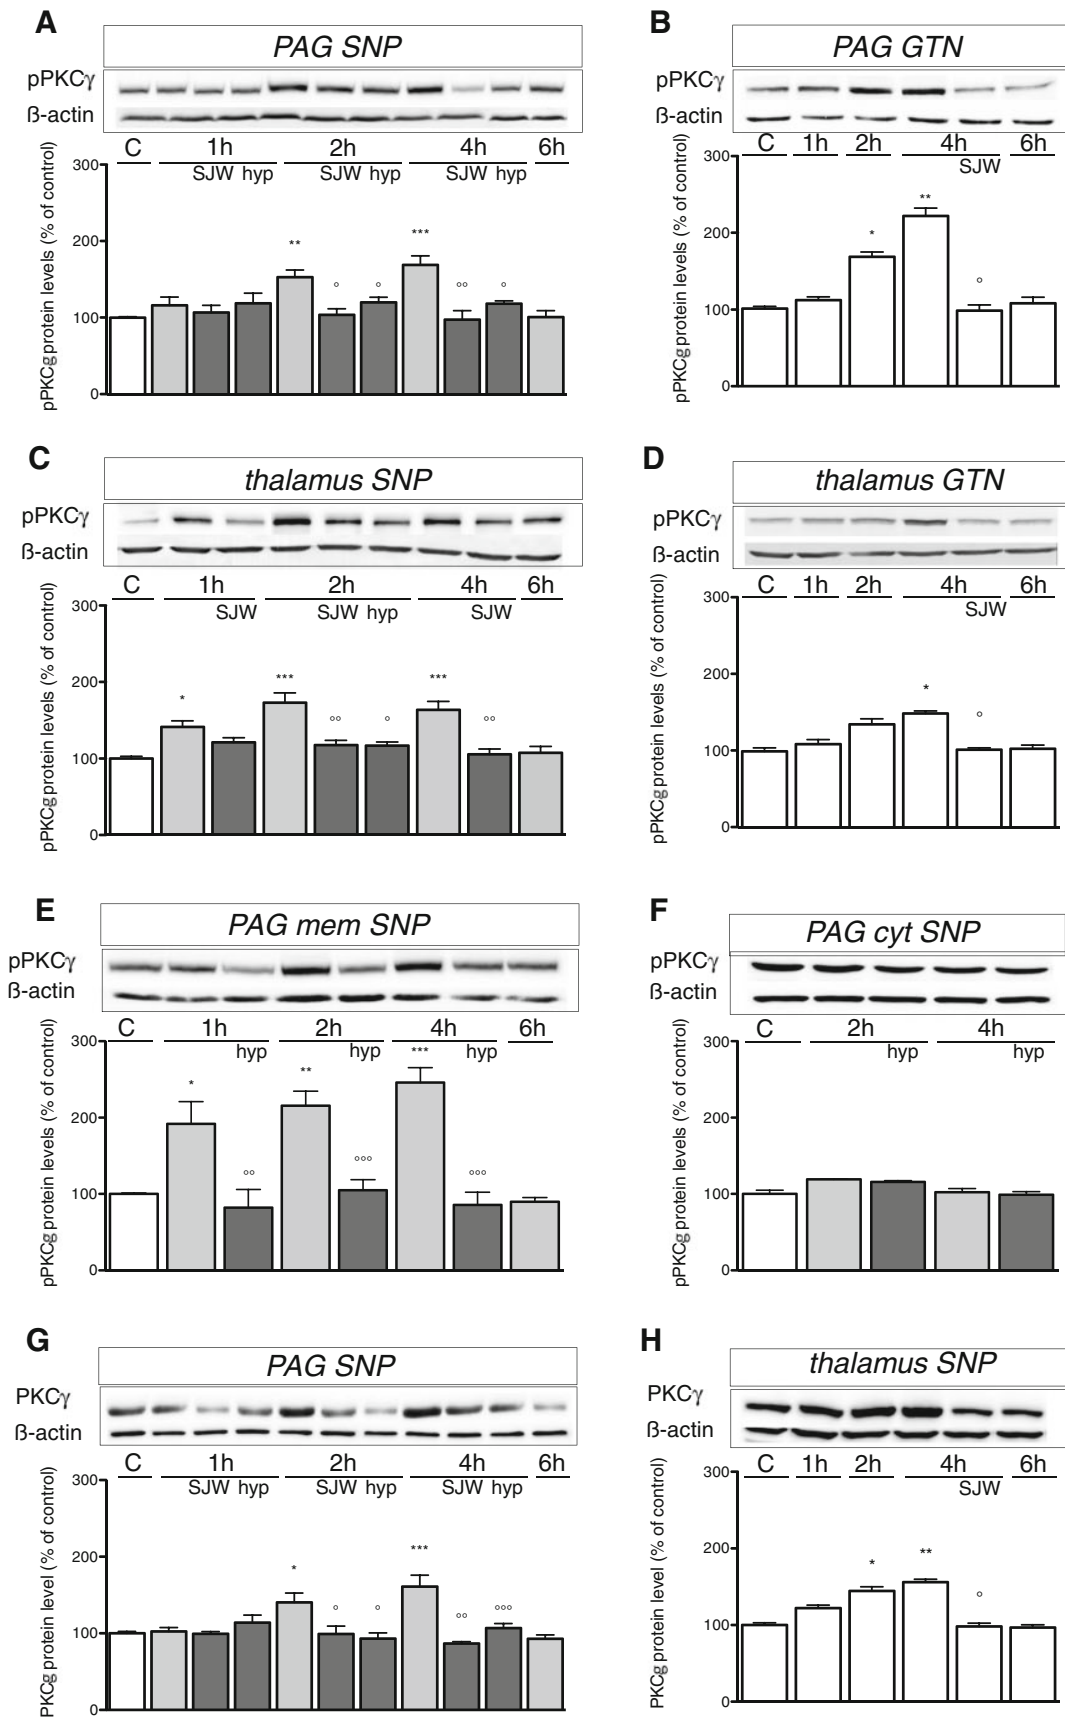 A
PAG SNP
pPKCγ
ß-actin
C 1h 2h 4h 6h
SJW hyp SJW hyp SJW hyp
pPKCg protein levels (% of control)
300
200
100
0
** ° ° *** °° °
B
PAG GTN
pPKCγ
ß-actin
C 1h 2h 4h 6h
SJW
pPKCg protein levels (% of control)
300
200
100
0
* ** °
C
thalamus SNP
pPKCγ
ß-actin
C 1h 2h 4h 6h
SJW SJW hyp SJW
pPKCg protein levels (% of control)
300
200
100
0
* *** °° ° *** °°
D
thalamus GTN
pPKCγ
ß-actin
C 1h 2h 4h 6h
SJW
pPKCg protein levels (% of control)
300
200
100
0
* °
E
PAG mem SNP
pPKCγ
ß-actin
C 1h 2h 4h 6h
hyp hyp hyp
pPKCg protein levels (% of control)
300
200
100
0
* °° ** °°° *** °°°
F
PAG cyt SNP
pPKCγ
ß-actin
C 2h 4h
hyp hyp
pPKCg protein levels (% of control)
300
200
100
0
G
PAG SNP
PKCγ
ß-actin
C 1h 2h 4h 6h
SJW hyp SJW hyp SJW hyp
PKCg protein level (% of control)
300
200
100
0
* ° ° *** °° °°°
H
thalamus SNP
PKCγ
ß-actin
C 1h 2h 4h 6h
SJW
PKCg protein level (% of control)
300
200
100
0
* ** °